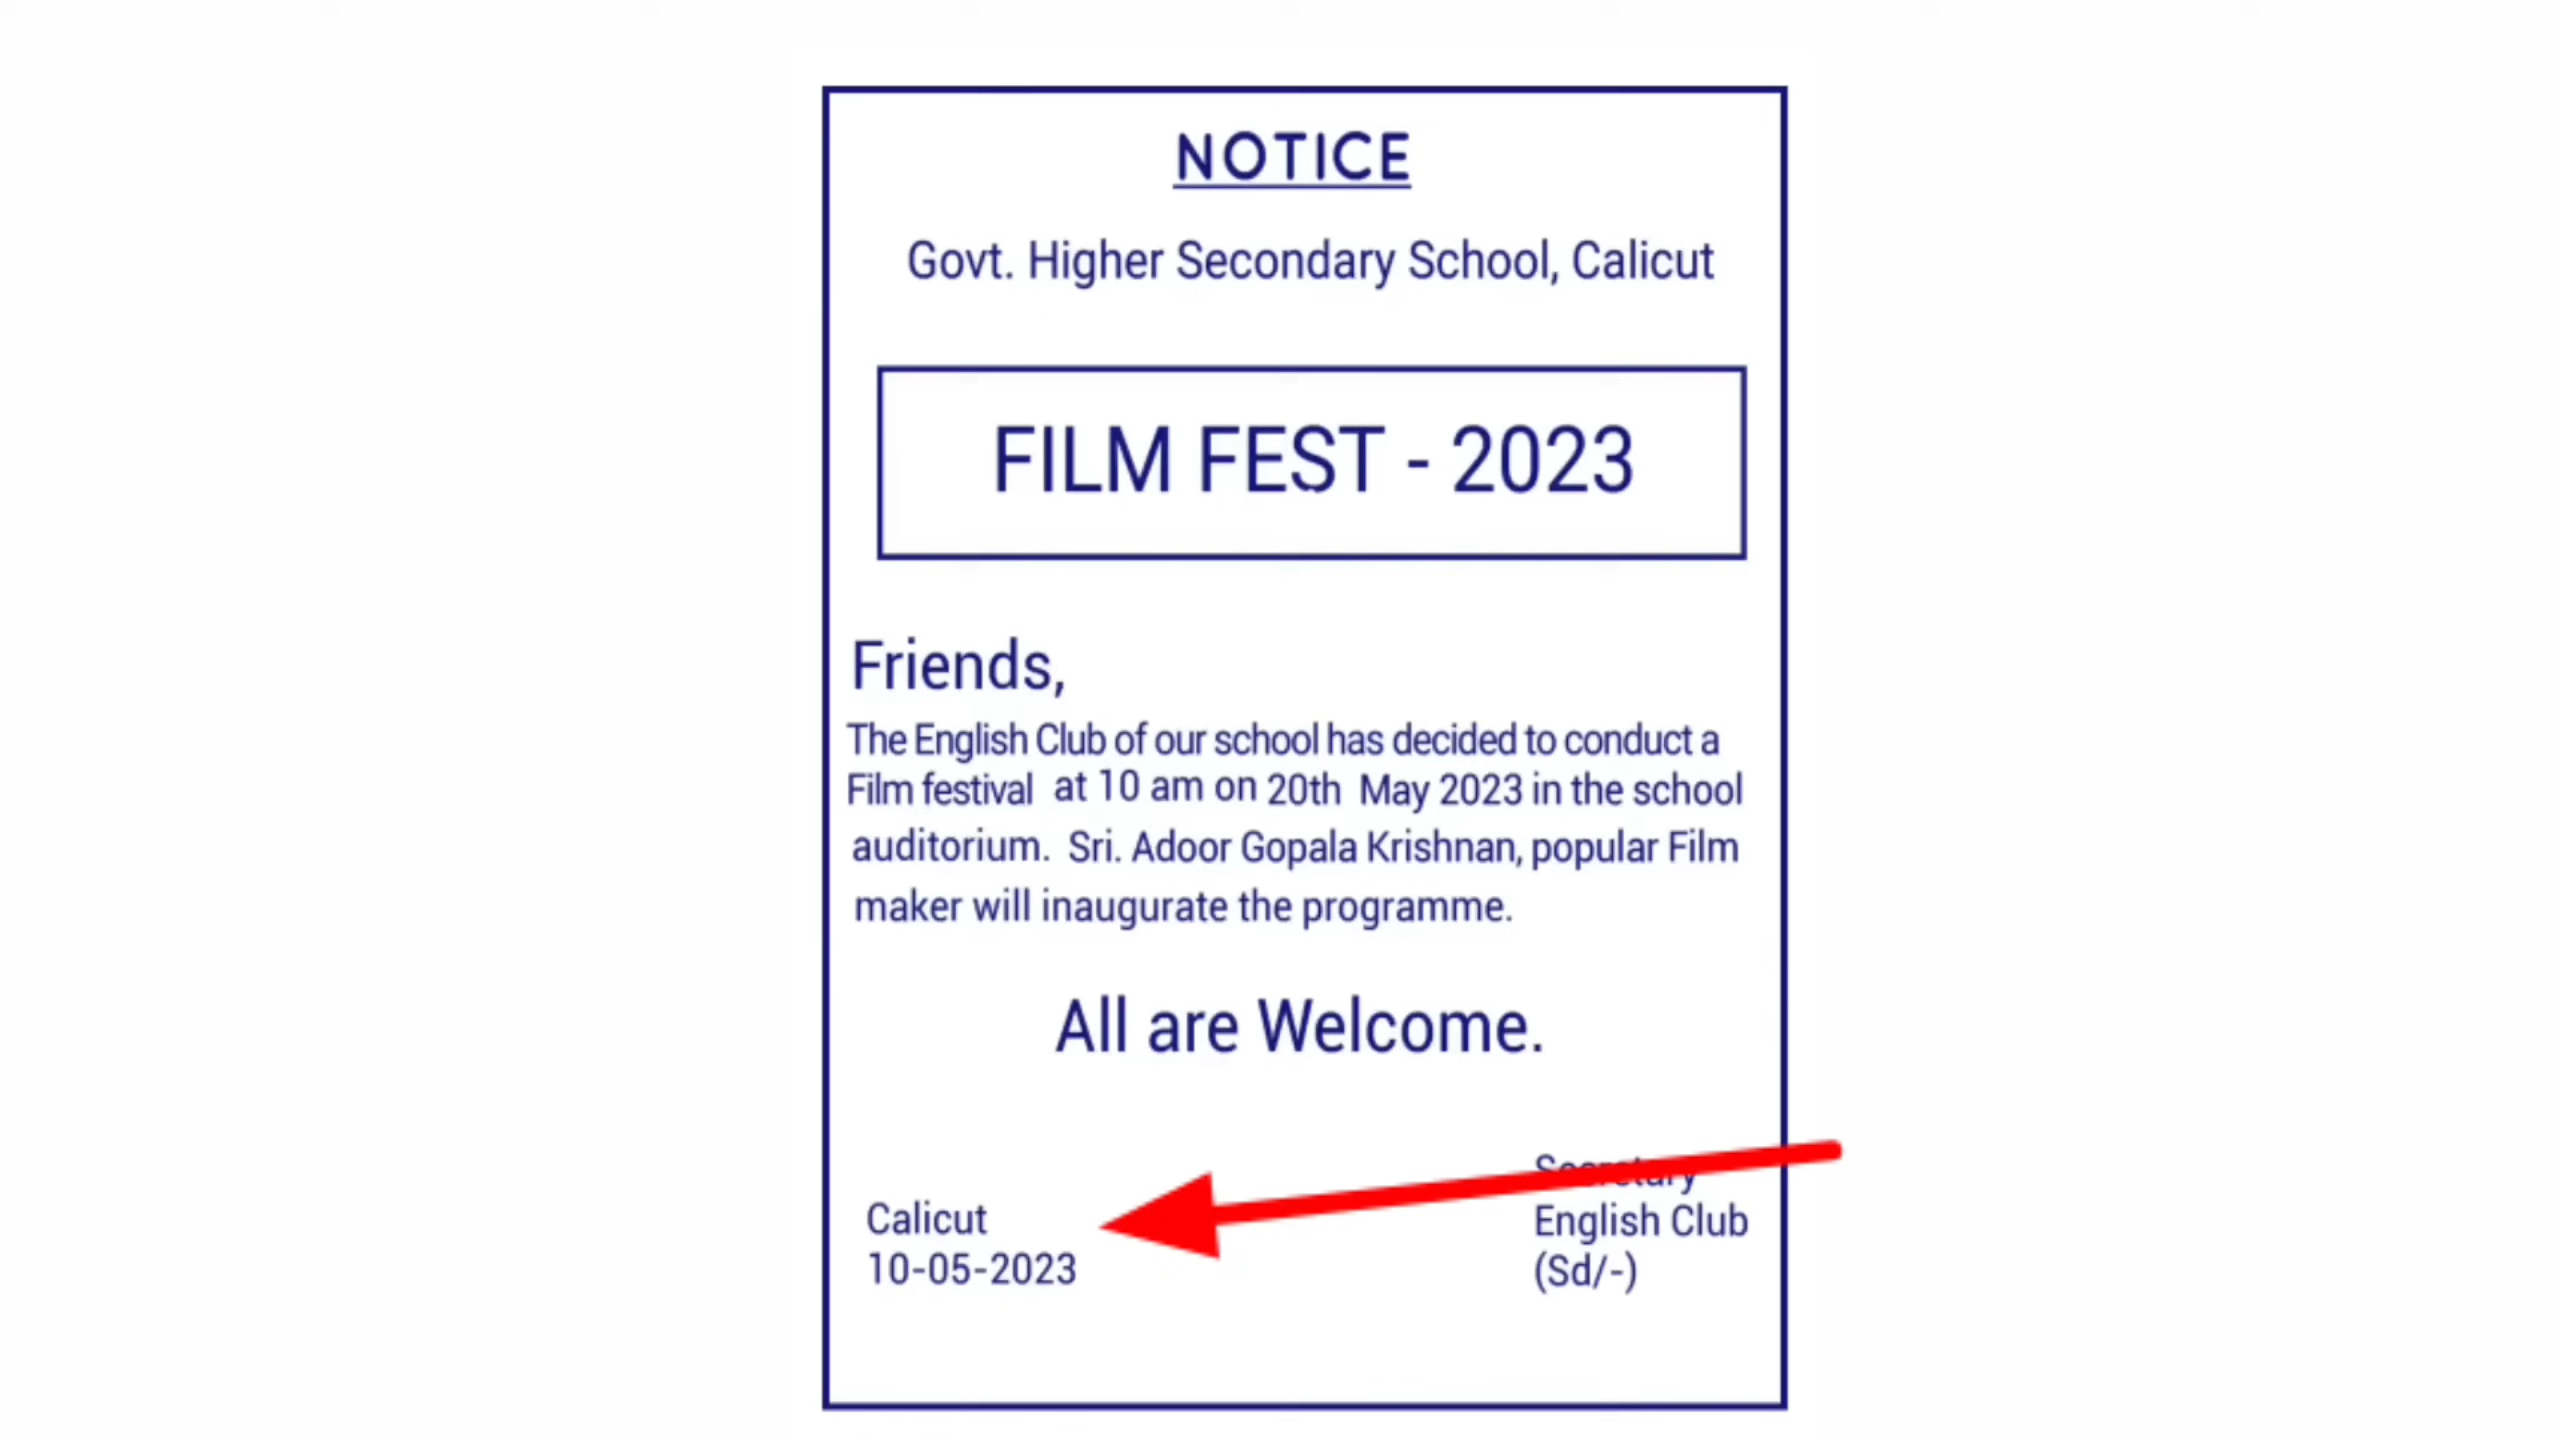 NOTICE
Govt. Higher Secondary School, Calicut
FILM FEST - 2023
Friends,
The English Club of our school has decided to conduct a
Film festival at 10 am on 20th May 2023 in the school
auditorium. Sri. Adoor Gopala Krishnan, popular Film
maker will inaugurate the programme.
All are Welcome.
Secretary
Calicut English Club
10-05-2023 (Sd/-)